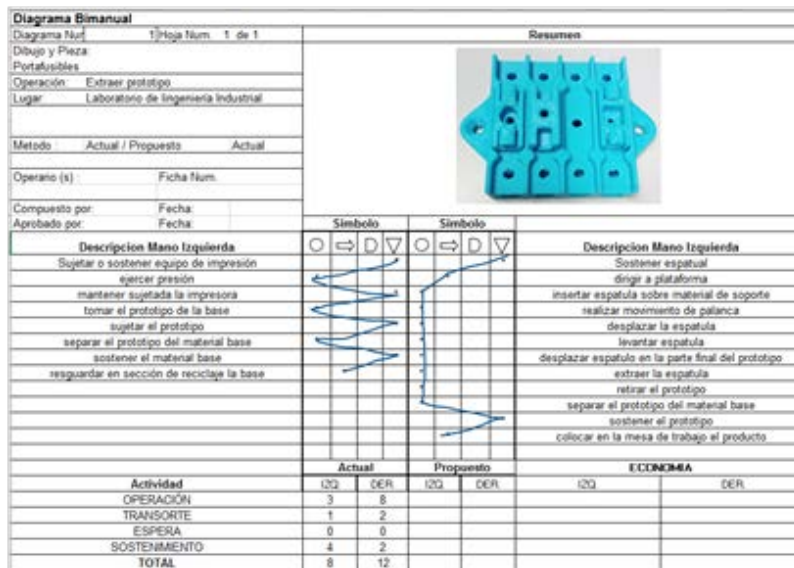 Diagrama Bimanual
Diagrama Num 1 Hoja Num. 1 de 1 Resumen
Dibujo y Pieza
Portafusibles
Operación: Extraer prototipo
Lugar Laboratorio de Iingeniería Industrial
Metodo : Actual / Propuesto Actual
Operario (s) : Ficha Num.
Compuesto por: Fecha:
Aprobado por: Fecha: Simbolo Simbolo
Descripcion Mano Izquierda D D Descripcion Mano Izquierda
Sujetar o sostener equipo de impresión Sostener espatual
ejercer presión dirigir a plataforma
mantener sujetada la impresora insertar espatula sobre material de soporte
tomar el prototipo de la base realizar movimiento de palanca
sujetar el prototipo desplazar la espatula
separar el prototipo del material base levantar espatula
sostener el material base desplazar espatulo en la parte final del prototipo
resguardar en sección de reciclaje la base extraer la espatula
retirar el prototipo
separar el prototipo del material base
sostener el prototipo
colocar en la mesa de trabajo el producto
Actual Propuesto ECONOMIA
Actividad IZQ. DER. IZQ. DER. IZQ. DER.
OPERACIÓN 3 8
TRANSORTE 1 2
ESPERA 0 0
SOSTENIMIENTO 4 2
TOTAL 8 12